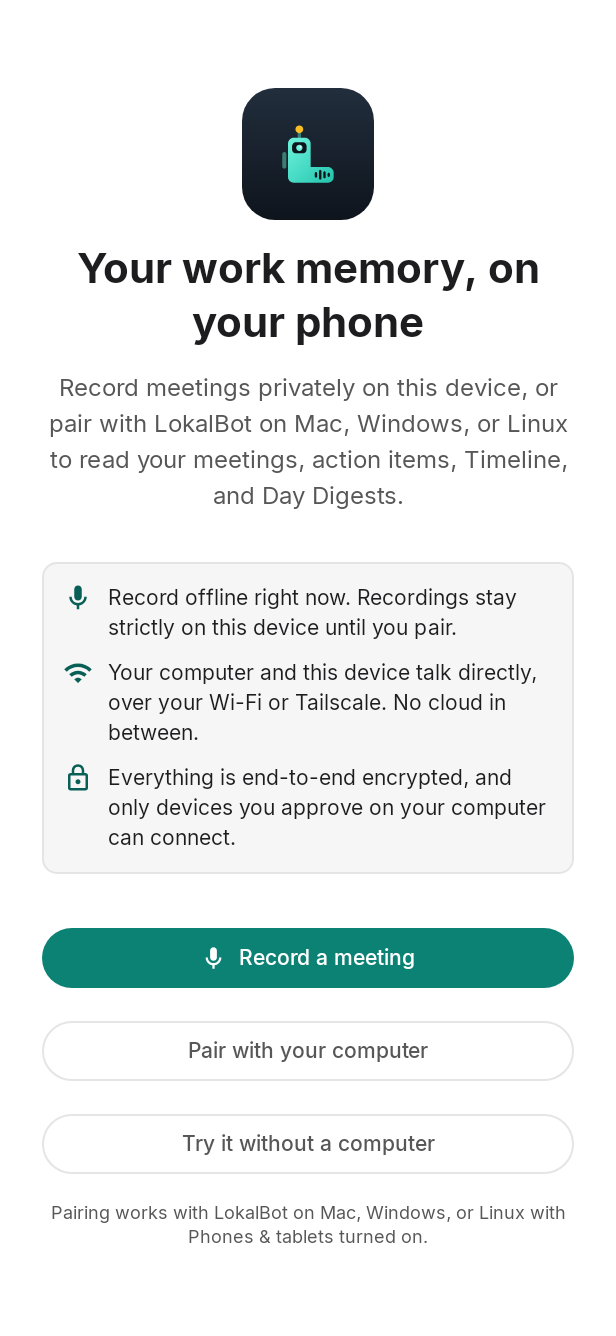 Your work memory, on
your phone
Record meetings privately on this device, or
pair with LokalBot on Mac, Windows, or Linux
to read your meetings, action items, Timeline,
and Day Digests.
Record offline right now. Recordings stay
strictly on this device until you pair.
Your computer and this device talk directly,
over your Wi-Fi or Tailscale. No cloud in
between.
Everything is end-to-end encrypted, and
only devices you approve on your computer
can connect.
Record a meeting
Pair with your computer
Try it without a computer
Pairing works with LokalBot on Mac, Windows, or Linux with
Phones & tablets turned on.